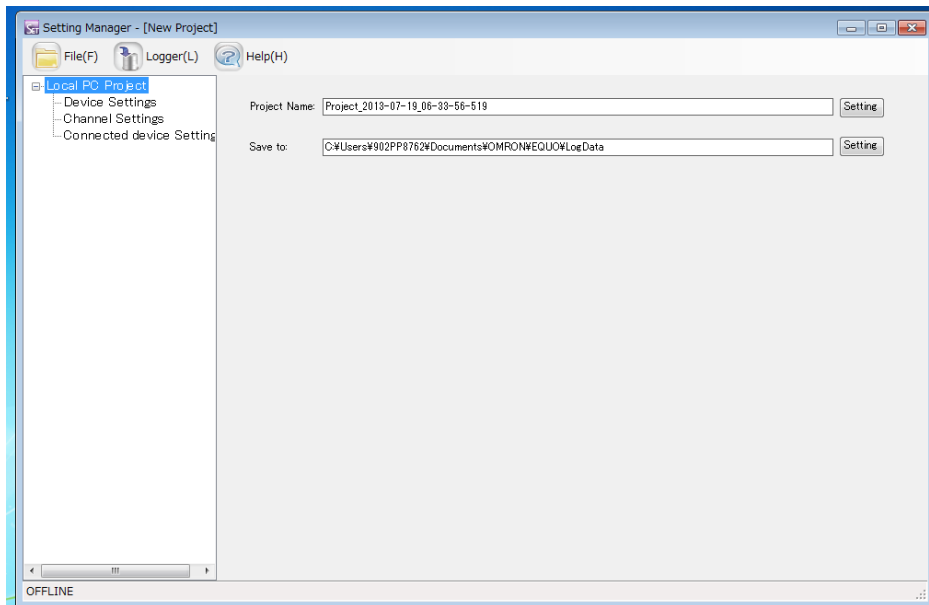 Setting Manager - [New Project]
File(F) Logger(L) Help(H)
Local PC Project
Device Settings
Channel Settings
Connected device Setting
Project Name: Project_2013-07-19_06-33-56-519 Setting
Save to: C:¥Users¥902PP8762¥Documents¥OMRON¥EQUO¥LogData Setting
OFFLINE